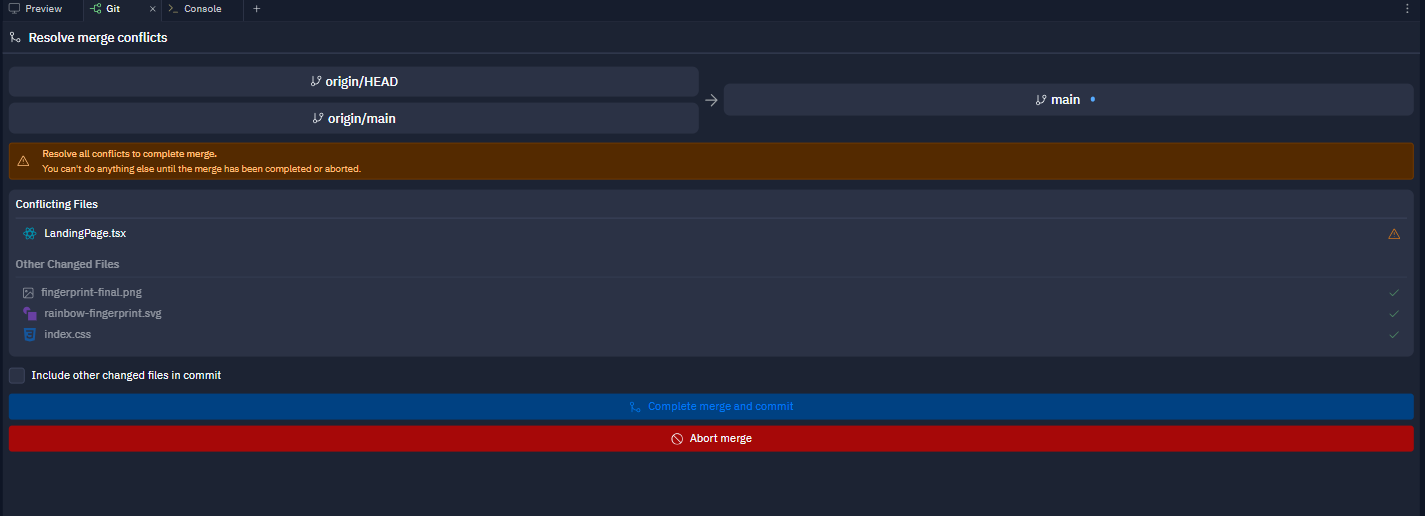 Preview
Git
Console
Resolve merge conflicts
origin/HEAD
origin/main
main
Resolve all conflicts to complete merge.
You can't do anything else until the merge has been completed or aborted.
Conflicting Files
LandingPage.tsx
Other Changed Files
fingerprint-final.png
rainbow-fingerprint.svg
index.css
Include other changed files in commit
Complete merge and commit
Abort merge